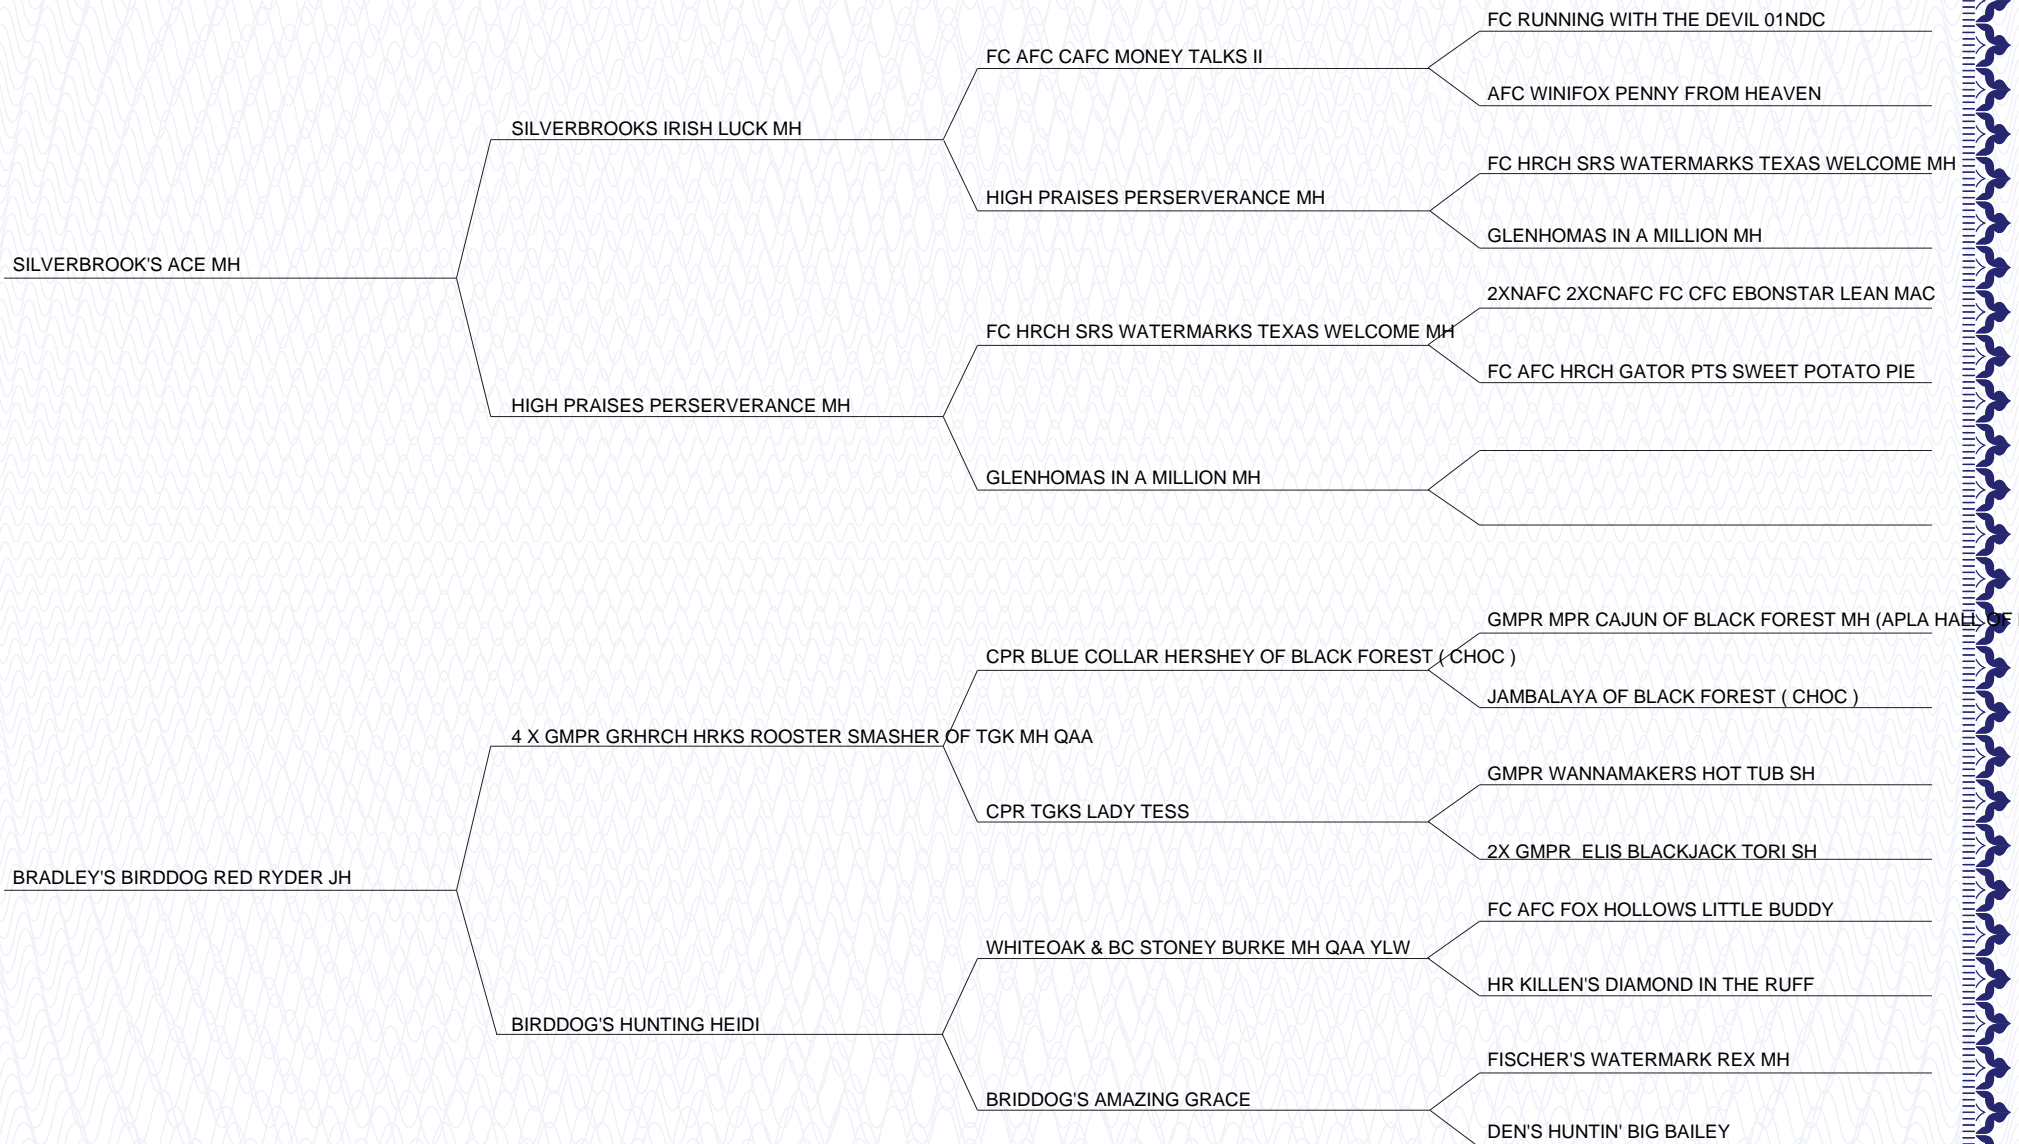 FC RUNNING WITH THE DEVIL 01NDC
FC AFC CAFC MONEY TALKS II
AFC WINIFOX PENNY FROM HEAVEN
SILVERBROOKS IRISH LUCK MH
FC HRCH SRS WATERMARKS TEXAS WELCOME MH
HIGH PRAISES PERSERVERANCE MH
GLENHOMAS IN A MILLION MH
SILVERBROOK'S ACE MH
2XNAFC 2XCNAFC FC CFC EBONSTAR LEAN MAC
FC HRCH SRS WATERMARKS TEXAS WELCOME MH
FC AFC HRCH GATOR PTS SWEET POTATO PIE
HIGH PRAISES PERSERVERANCE MH
GLENHOMAS IN A MILLION MH
GMPR MPR CAJUN OF BLACK FOREST MH (APLA HALL OF
CPR BLUE COLLAR HERSHEY OF BLACK FOREST ( CHOC )
JAMBALAYA OF BLACK FOREST ( CHOC )
4 X GMPR GRHRCH HRKS ROOSTER SMASHER OF TGK MH QAA
GMPR WANNAMAKERS HOT TUB SH
CPR TGKS LADY TESS
2X GMPR  ELIS BLACKJACK TORI SH
BRADLEY'S BIRDDOG RED RYDER JH
FC AFC FOX HOLLOWS LITTLE BUDDY
WHITEOAK & BC STONEY BURKE MH QAA YLW
HR KILLEN'S DIAMOND IN THE RUFF
BIRDDOG'S HUNTING HEIDI
FISCHER'S WATERMARK REX MH
BRIDDOG'S AMAZING GRACE
DEN'S HUNTIN' BIG BAILEY